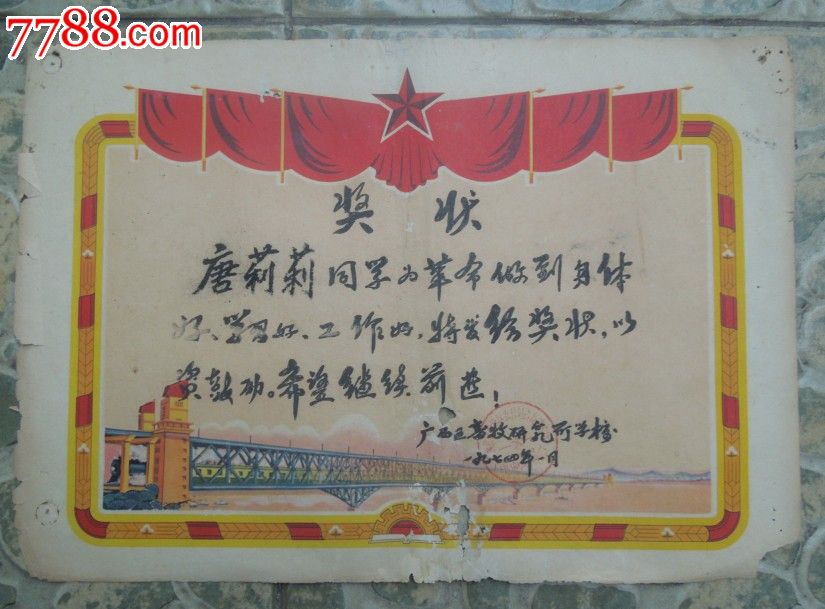 7788.com
奖状
唐莉莉同学为革命做到身体
好、学习好、工作好,特发给奖状,以
资鼓励。希望继续前进!
广西区畜牧研究所学校
一九七四年一月